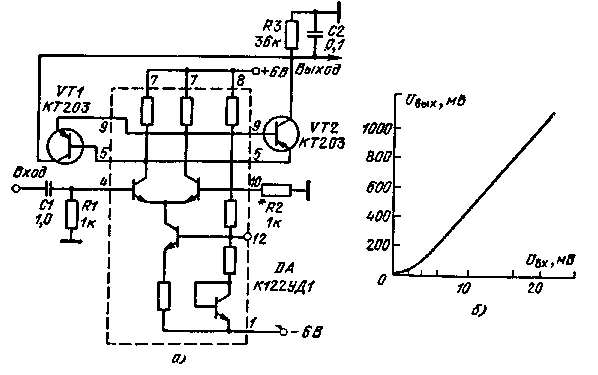 R3
36к
C2
0,1
7
7
8
+6В
Выход
VT1
КТ203
9
9
VT2
КТ203
5
5
Вход
4
10
C1
1,0
R1
1к
*R2
1к
12
DA
К122УД1
1
-6В
а)
Uвых, мВ
1000
800
600
400
200
0
10
20
Uвх, мВ
б)